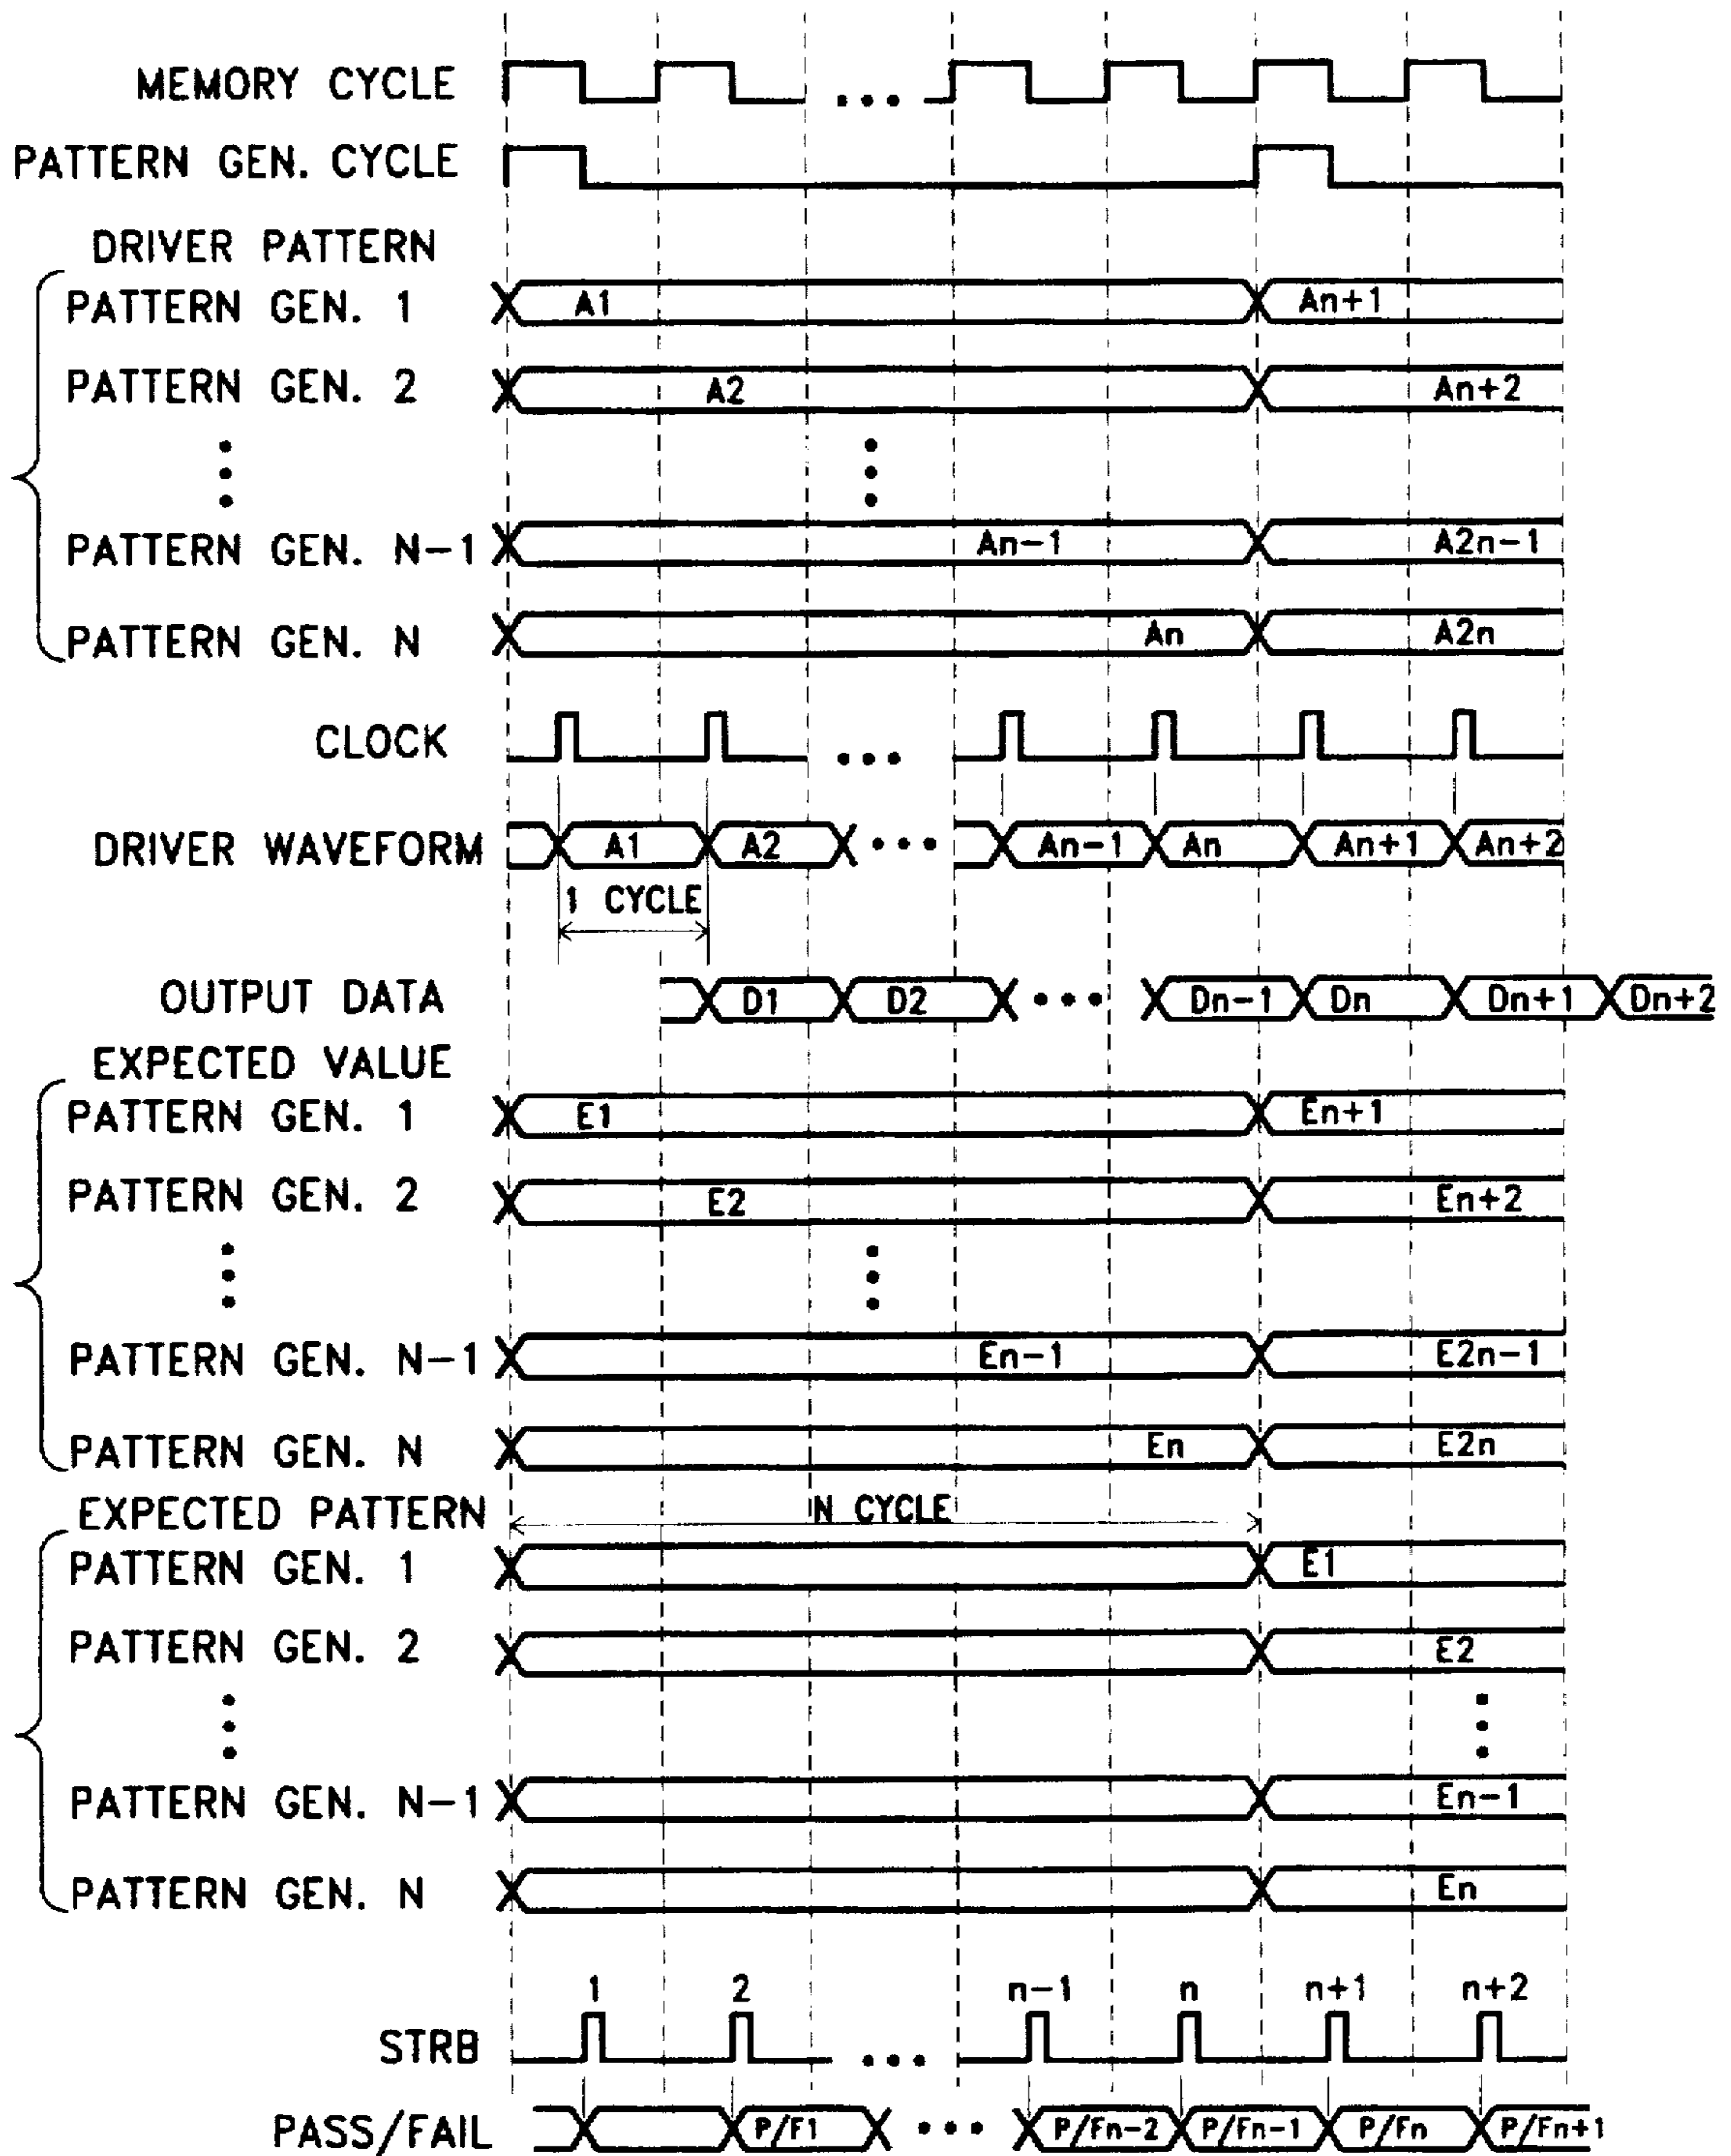 MEMORY CYCLE
PATTERN GEN. CYCLE
DRIVER PATTERN
PATTERN GEN. 1 A1 An+1
PATTERN GEN. 2 A2 An+2
PATTERN GEN. N-1 An-1 A2n-1
PATTERN GEN. N An A2n
CLOCK
DRIVER WAVEFORM A1 A2 An-1 An An+1 An+2
1 CYCLE
OUTPUT DATA D1 D2 Dn-1 Dn Dn+1 Dn+2
EXPECTED VALUE
PATTERN GEN. 1 E1 En+1
PATTERN GEN. 2 E2 En+2
PATTERN GEN. N-1 En-1 E2n-1
PATTERN GEN. N En E2n
EXPECTED PATTERN N CYCLE
PATTERN GEN. 1 E1
PATTERN GEN. 2 E2
PATTERN GEN. N-1 En-1
PATTERN GEN. N En
1 2 n-1 n n+1 n+2
STRB
PASS/FAIL P/F1 P/Fn-2 P/Fn-1 P/Fn P/Fn+1